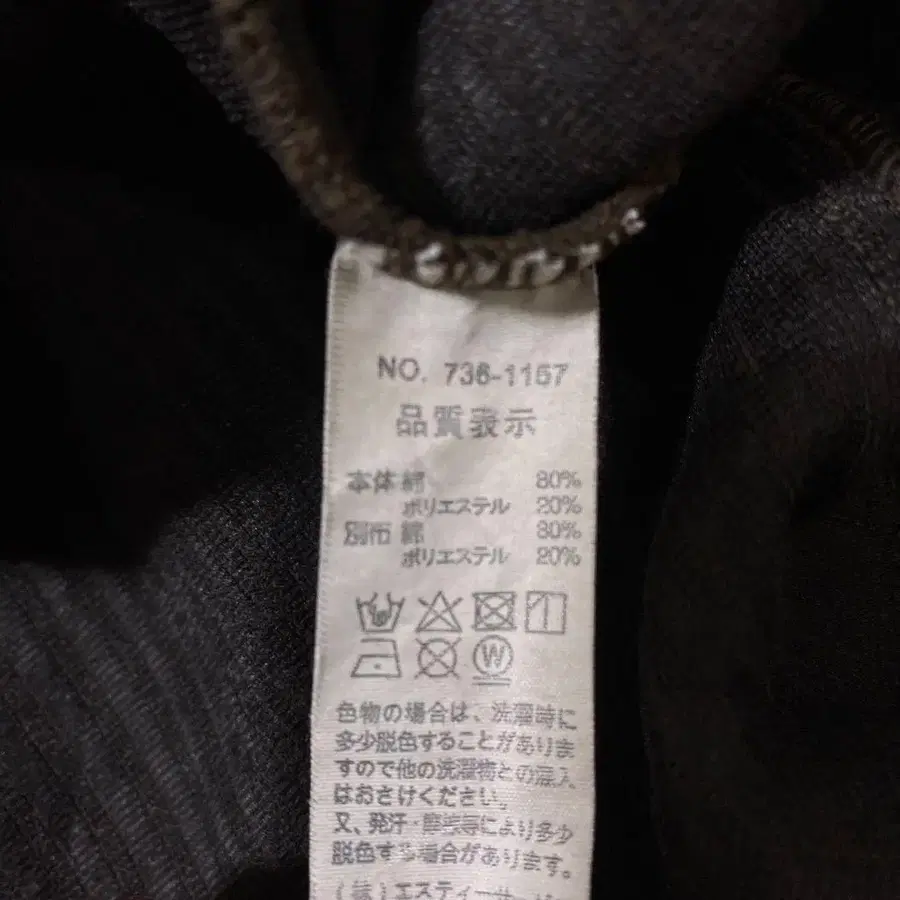 NO. 736-1157
品質表示
本体 綿 80%
ポリエステル 20%
別布 綿 80%
ポリエステル 20%
W
色物の場合は、洗濯時に
多少脱色することがありま
すので他の洗濯物との混入
はおさけください。
又、発汗・摩擦等により多少
脱色する場合があります。